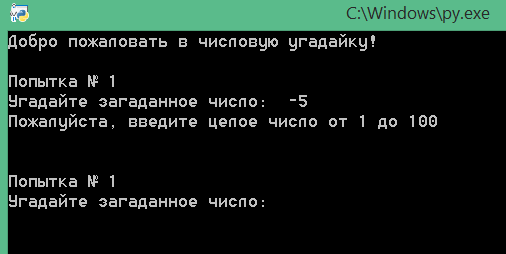 C:\Windows\py.exe
Добро пожаловать в числовую угадайку!
Попытка № 1
Угадайте загаданное число:  -5
Пожалуйста, введите целое число от 1 до 100
Попытка № 1
Угадайте загаданное число: